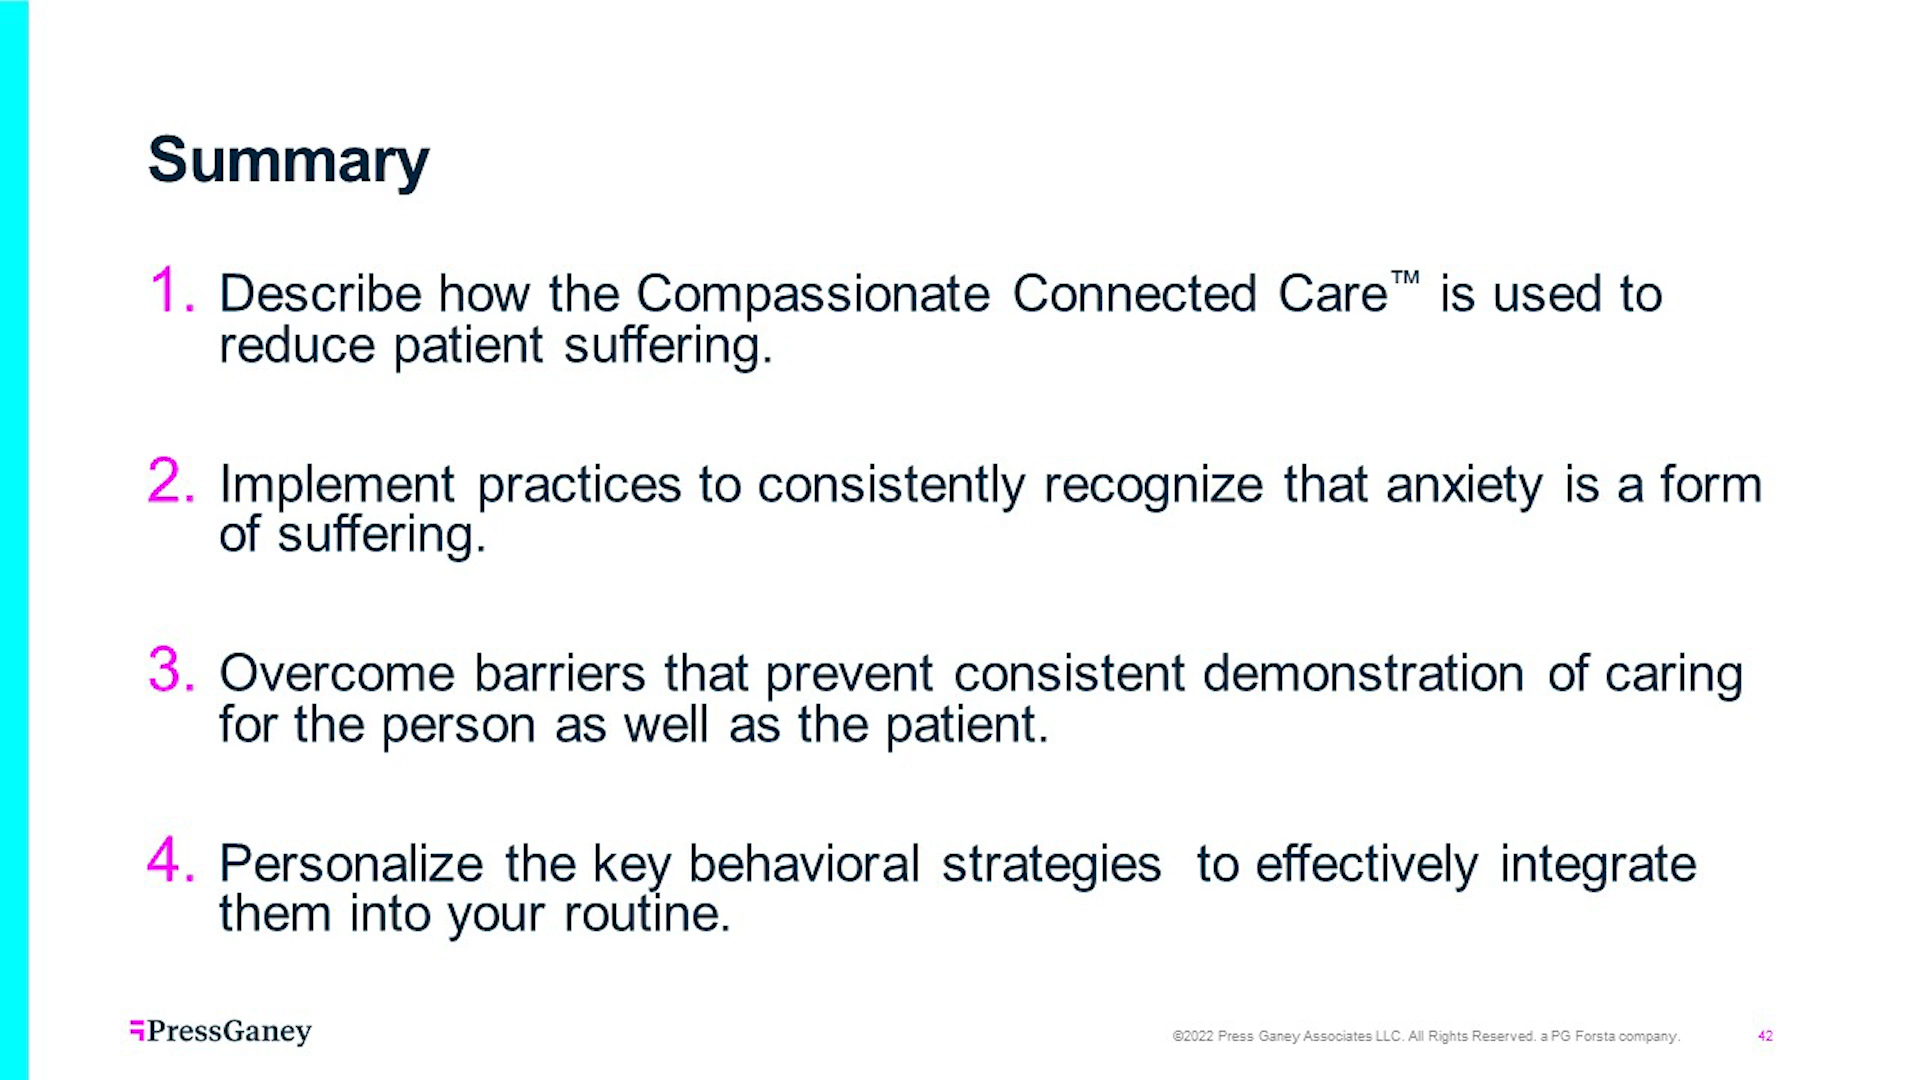 Summary
1. Describe how the Compassionate Connected Care™ is used to
reduce patient suffering.
2. Implement practices to consistently recognize that anxiety is a form
of suffering.
3. Overcome barriers that prevent consistent demonstration of caring
for the person as well as the patient.
4. Personalize the key behavioral strategies to effectively integrate
them into your routine.
PressGaney
©2022 Press Ganey Associates LLC. All Rights Reserved. a PG Forsta company.
42